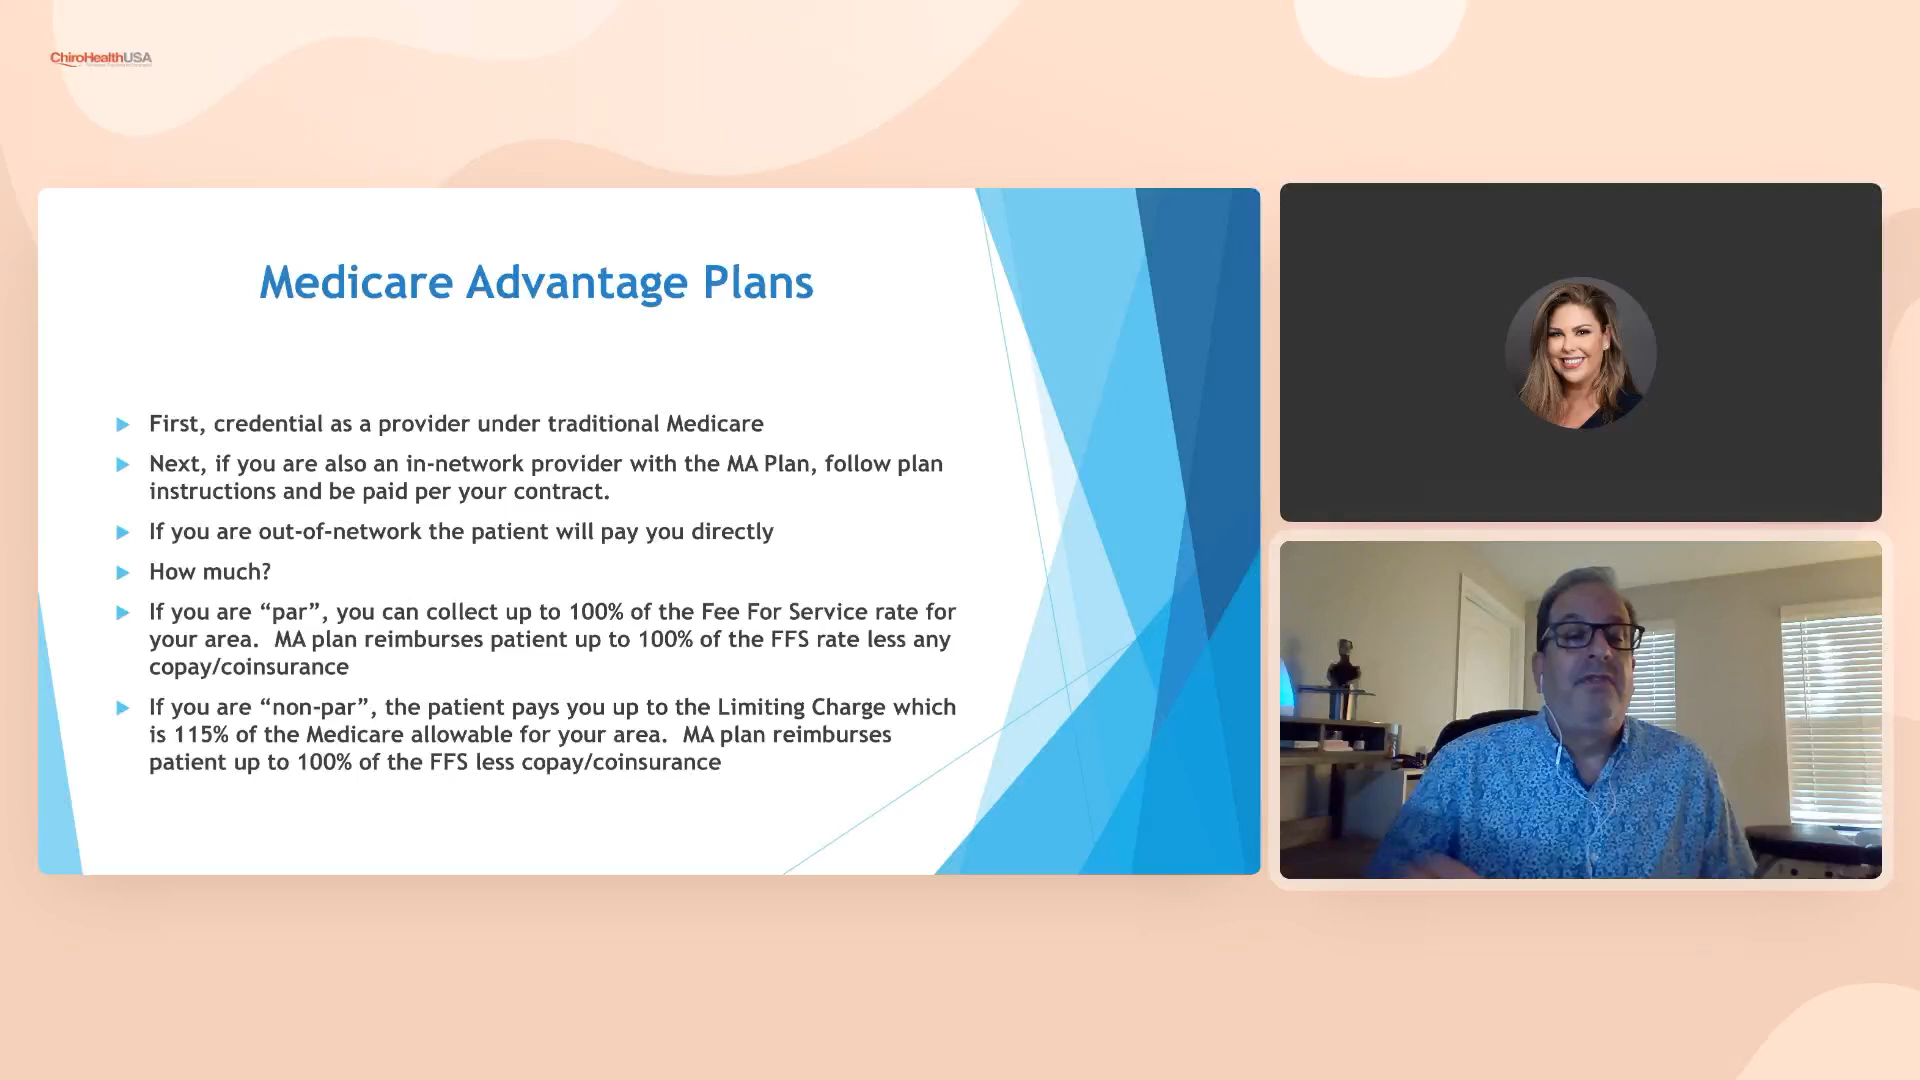 ChiroHealthUSA
Medicare Advantage Plans
First, credential as a provider under traditional Medicare
Next, if you are also an in-network provider with the MA Plan, follow plan
instructions and be paid per your contract.
If you are out-of-network the patient will pay you directly
How much?
If you are “par”, you can collect up to 100% of the Fee For Service rate for
your area.  MA plan reimburses patient up to 100% of the FFS rate less any
copay/coinsurance
If you are “non-par”, the patient pays you up to the Limiting Charge which
is 115% of the Medicare allowable for your area.  MA plan reimburses
patient up to 100% of the FFS less copay/coinsurance